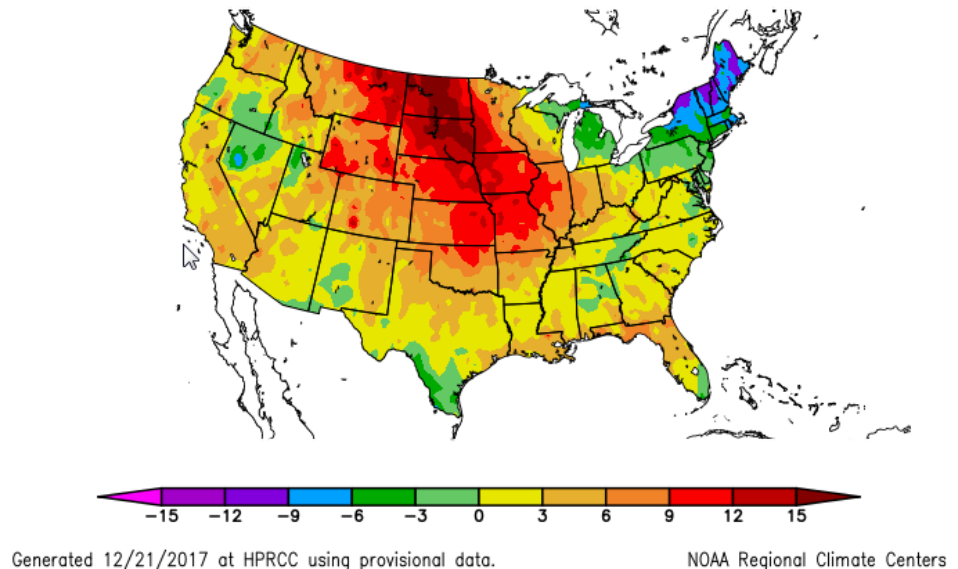 −15 −12 −9 −6 −3 0 3 6 9 12 15
Generated 12/21/2017 at HPRCC using provisional data. NOAA Regional Climate Centers